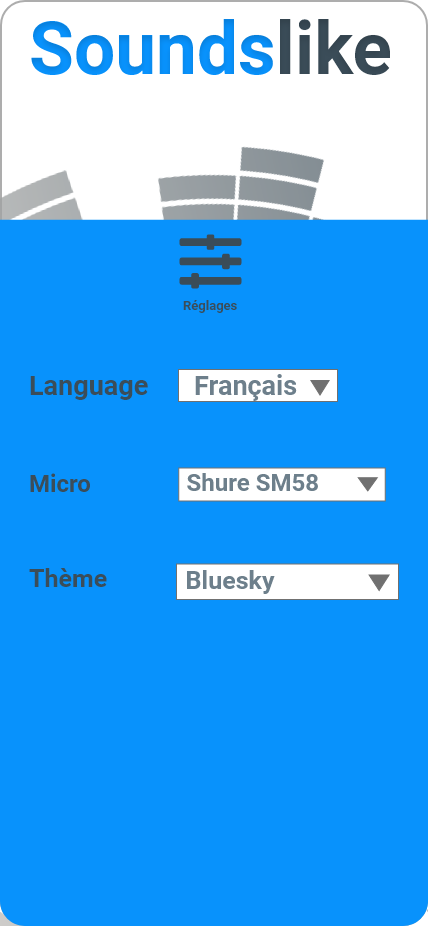 Soundslike
Réglages
Language Français
Micro Shure SM58
Thème Bluesky